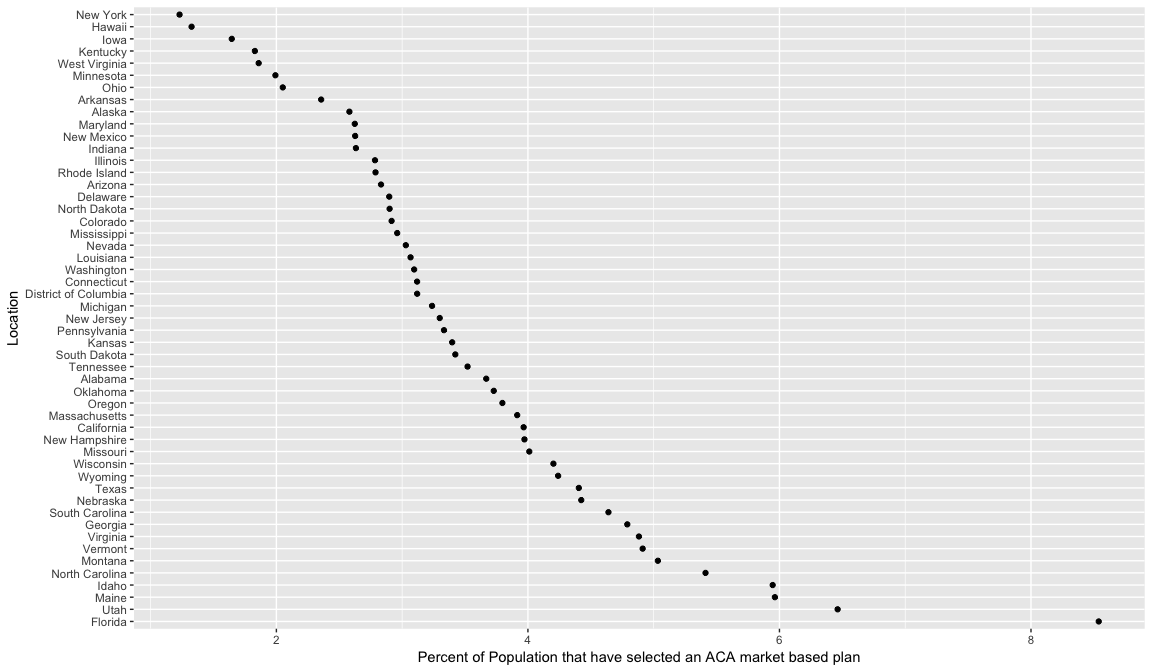 New York
Hawaii
Iowa
Kentucky
West Virginia
Minnesota
Ohio
Arkansas
Alaska
Maryland
New Mexico
Indiana
Illinois
Rhode Island
Arizona
Delaware
North Dakota
Colorado
Mississippi
Nevada
Louisiana
Washington
Connecticut
District of Columbia
Michigan
New Jersey
Pennsylvania
Kansas
South Dakota
Tennessee
Alabama
Oklahoma
Oregon
Massachusetts
California
New Hampshire
Missouri
Wisconsin
Wyoming
Texas
Nebraska
South Carolina
Georgia
Virginia
Vermont
Montana
North Carolina
Idaho
Maine
Utah
Florida
Location
2 4 6 8
Percent of Population that have selected an ACA market based plan